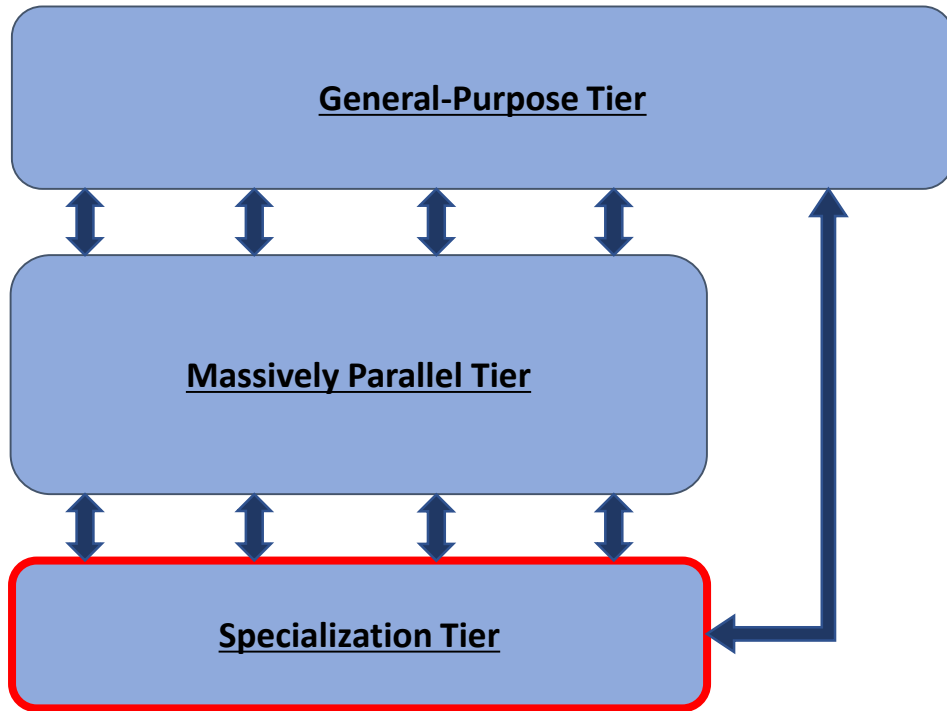 General-Purpose Tier
Massively Parallel Tier
Specialization Tier